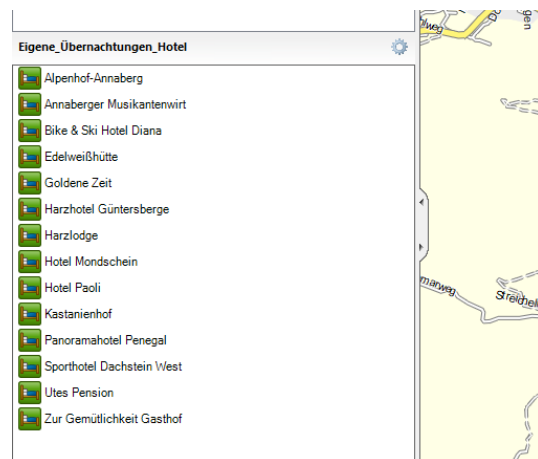 Eigene_Übernachtungen_Hotel
Alpenhof-Annaberg
Annaberger Musikantenwirt
Bike & Ski Hotel Diana
Edelweißhütte
Goldene Zeit
Harzhotel Güntersberge
Harzlodge
Hotel Mondschein
Hotel Paoli
Kastanienhof
Panoramahotel Penegal
Sporthotel Dachstein West
Utes Pension
Zur Gemütlichkeit Gasthof